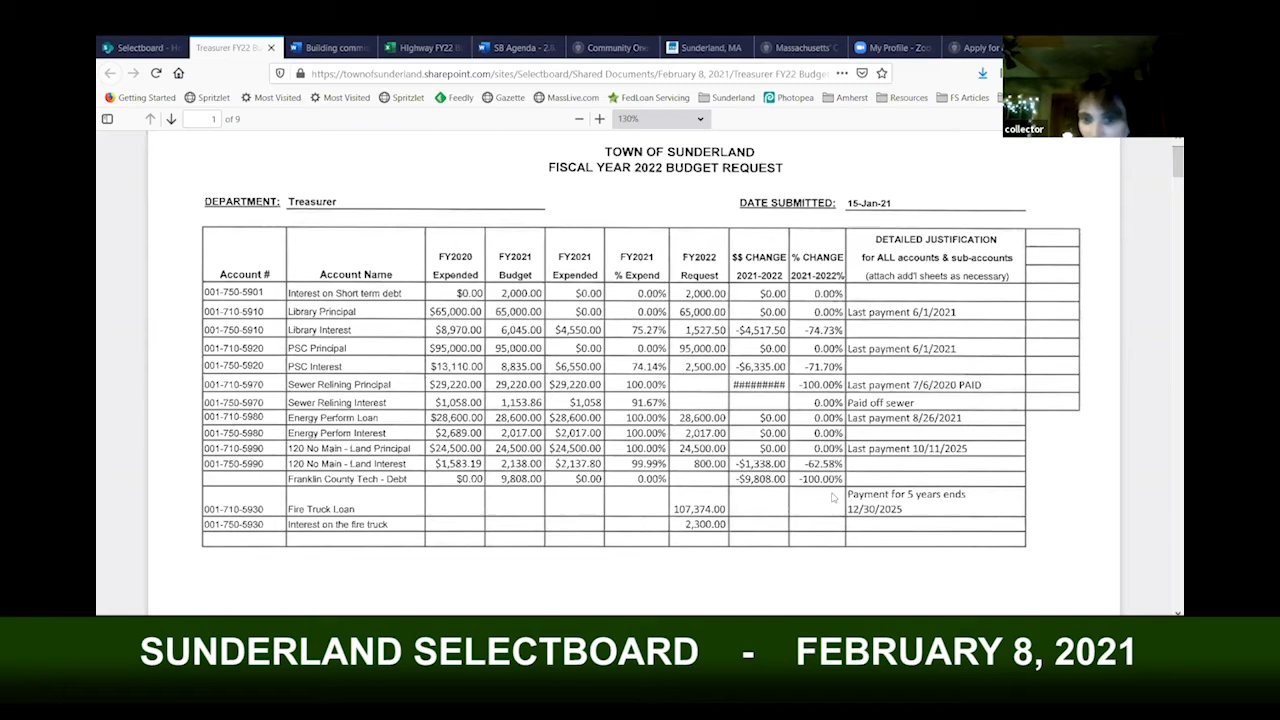 Selectboard - H
Treasurer FY22 B
Building comm
Highway FY22 B
SB Agenda - 2.8
Community One
Sunderland, MA
Massachusetts' C
My Profile - Zoo
Apply for a
https://townofsunderland.sharepoint.com/sites/Selectboard/Shared Documents/February 8, 2021/Treasurer FY22 Budget
Getting Started Spritzlet Most Visited Most Visited Spritzlet Feedly Gazette MassLive.com FedLoan Servicing Sunderland Photopea Amherst Resources FS Articles
collector
1 of 9
130%
TOWN OF SUNDERLAND
FISCAL YEAR 2022 BUDGET REQUEST
DEPARTMENT: Treasurer DATE SUBMITTED: 15-Jan-21
Account # Account Name FY2020 Expended FY2021 Budget FY2021 Expended FY2021 % Expend FY2022 Request $$ CHANGE 2021-2022 % CHANGE 2021-2022% DETAILED JUSTIFICATION for ALL accounts & sub-accounts (attach add'l sheets as necessary)
001-750-5901 Interest on Short term debt $0.00 2,000.00 $0.00 0.00% 2,000.00 $0.00 0.00%
001-710-5910 Library Principal $65,000.00 65,000.00 $0.00 0.00% 65,000.00 $0.00 0.00% Last payment 6/1/2021
001-750-5910 Library Interest $8,970.00 6,045.00 $4,550.00 75.27% 1,527.50 -$4,517.50 -74.73%
001-710-5920 PSC Principal $95,000.00 95,000.00 $0.00 0.00% 95,000.00 $0.00 0.00% Last payment 6/1/2021
001-750-5920 PSC Interest $13,110.00 8,835.00 $6,550.00 74.14% 2,500.00 -$6,335.00 -71.70%
001-710-5970 Sewer Relining Principal $29,220.00 29,220.00 $29,220.00 100.00% ######### -100.00% Last payment 7/6/2020 PAID
001-750-5970 Sewer Relining Interest $1,058.00 1,153.86 $1,058 91.67% 0.00% Paid off sewer
001-710-5980 Energy Perform Loan $28,600.00 28,600.00 $28,600.00 100.00% 28,600.00 $0.00 0.00% Last payment 8/26/2021
001-750-5980 Energy Perfom Interest $2,689.00 2,017.00 $2,017.00 100.00% 2,017.00 $0.00 0.00%
001-710-5990 120 No Main - Land Principal $24,500.00 24,500.00 $24,500.00 100.00% 24,500.00 $0.00 0.00% Last payment 10/11/2025
001-750-5990 120 No Main - Land Interest $1,583.19 2,138.00 $2,137.80 99.99% 800.00 -$1,338.00 -62.58%
Franklin County Tech - Debt $0.00 9,808.00 $0.00 0.00% -$9,808.00 -100.00%
Payment for 5 years ends
001-710-5930 Fire Truck Loan 107,374.00 12/30/2025
001-750-5930 Interest on the fire truck 2,300.00
SUNDERLAND SELECTBOARD - FEBRUARY 8, 2021